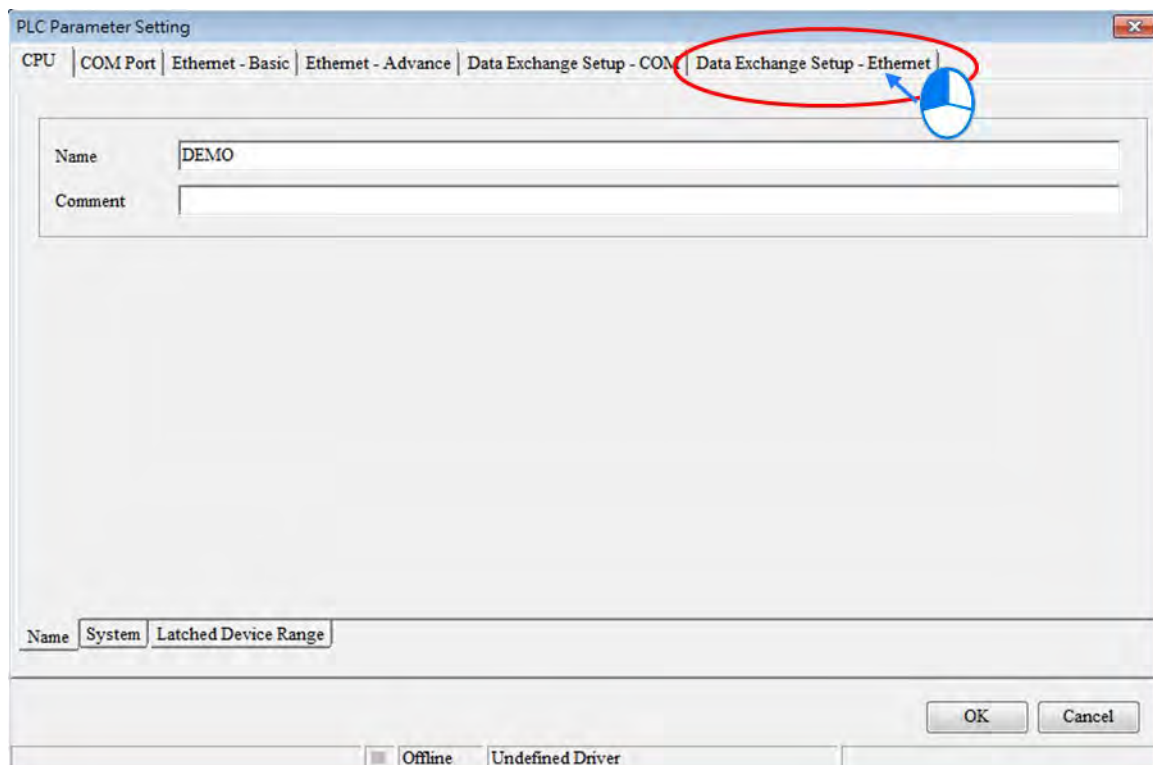 PLC Parameter Setting
CPU COM Port Ethernet - Basic Ethernet - Advance Data Exchange Setup - COM Data Exchange Setup - Ethernet
Name DEMO
Comment
Name System Latched Device Range
OK Cancel
Offline Undefined Driver